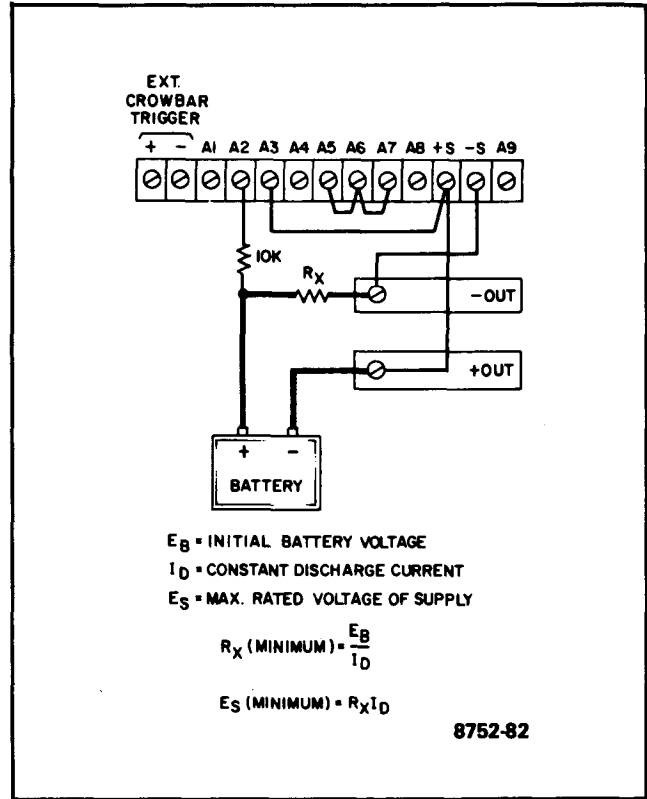 EXT.
CROWBAR
TRIGGER
+ - A1 A2 A3 A4 A5 A6 A7 A8 +S -S A9
10K
RX
-OUT
+OUT
+ -
BATTERY
EB = INITIAL BATTERY VOLTAGE
ID = CONSTANT DISCHARGE CURRENT
ES = MAX. RATED VOLTAGE OF SUPPLY
RX (MINIMUM) = EB
ID
ES (MINIMUM) = RXID
8752-82